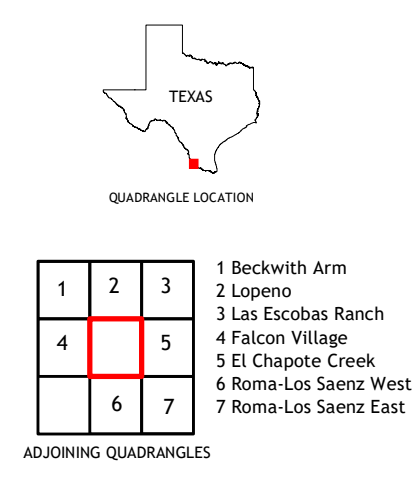 TEXAS
QUADRANGLE LOCATION
1 2 3
4 5
6 7
1 Beckwith Arm
2 Lopeno
3 Las Escobas Ranch
4 Falcon Village
5 El Chapote Creek
6 Roma-Los Saenz West
7 Roma-Los Saenz East
ADJOINING QUADRANGLES